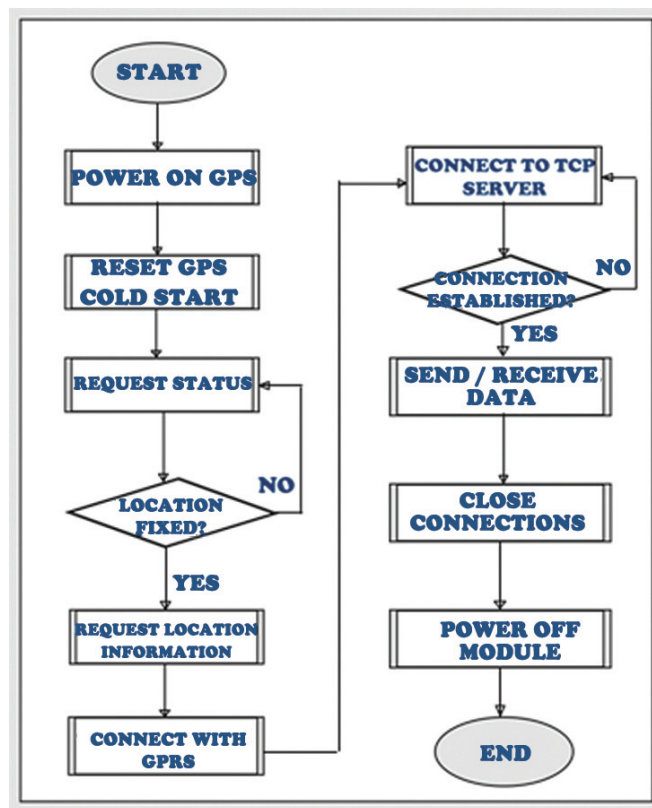 START
POWER ON GPS
RESET GPS
COLD START
REQUEST STATUS
NO
LOCATION
FIXED?
YES
REQUEST LOCATION
INFORMATION
CONNECT WITH
GPRS
CONNECT TO TCP
SERVER
NO
CONNECTION
ESTABLISHED?
YES
SEND / RECEIVE
DATA
CLOSE
CONNECTIONS
POWER OFF
MODULE
END